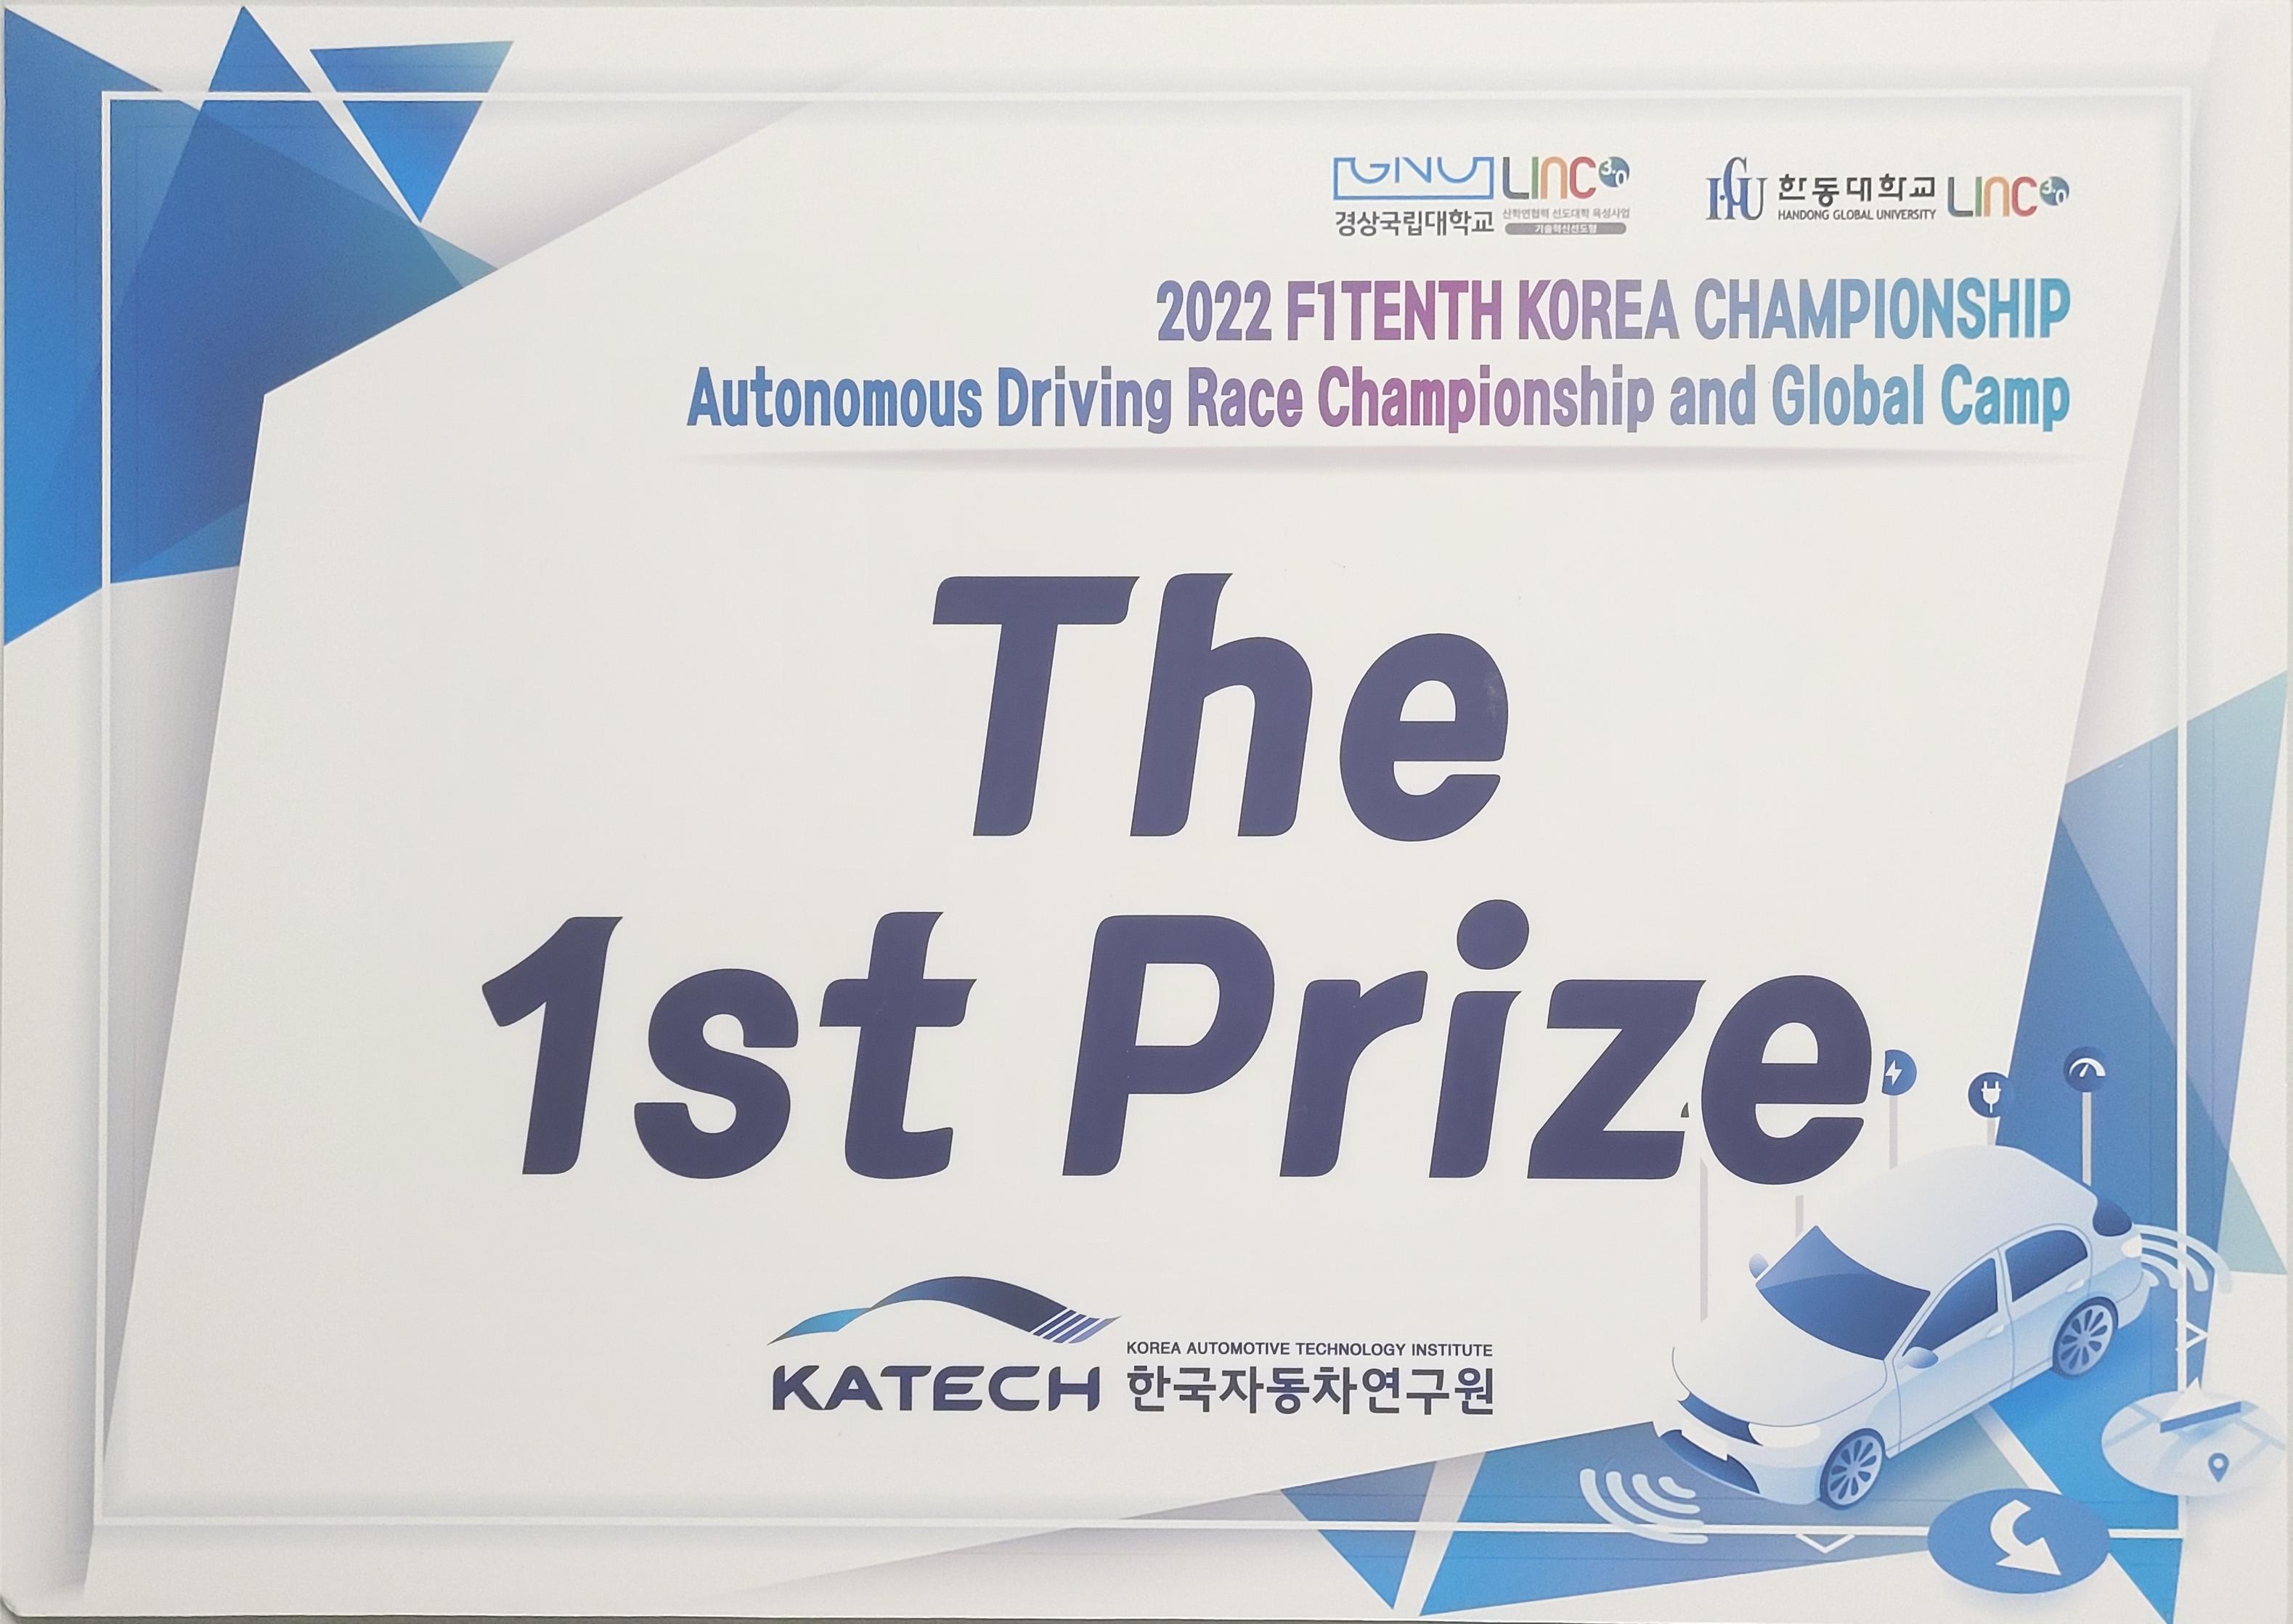 GNU LINC 3.0
경상국립대학교 산학연협력 선도대학 육성사업
기술혁신선도형
HGU 한동대학교 LINC 3.0
HANDONG GLOBAL UNIVERSITY
2022 F1TENTH KOREA CHAMPIONSHIP
Autonomous Driving Race Championship and Global Camp
The
1st Prize
KOREA AUTOMOTIVE TECHNOLOGY INSTITUTE
KATECH 한국자동차연구원